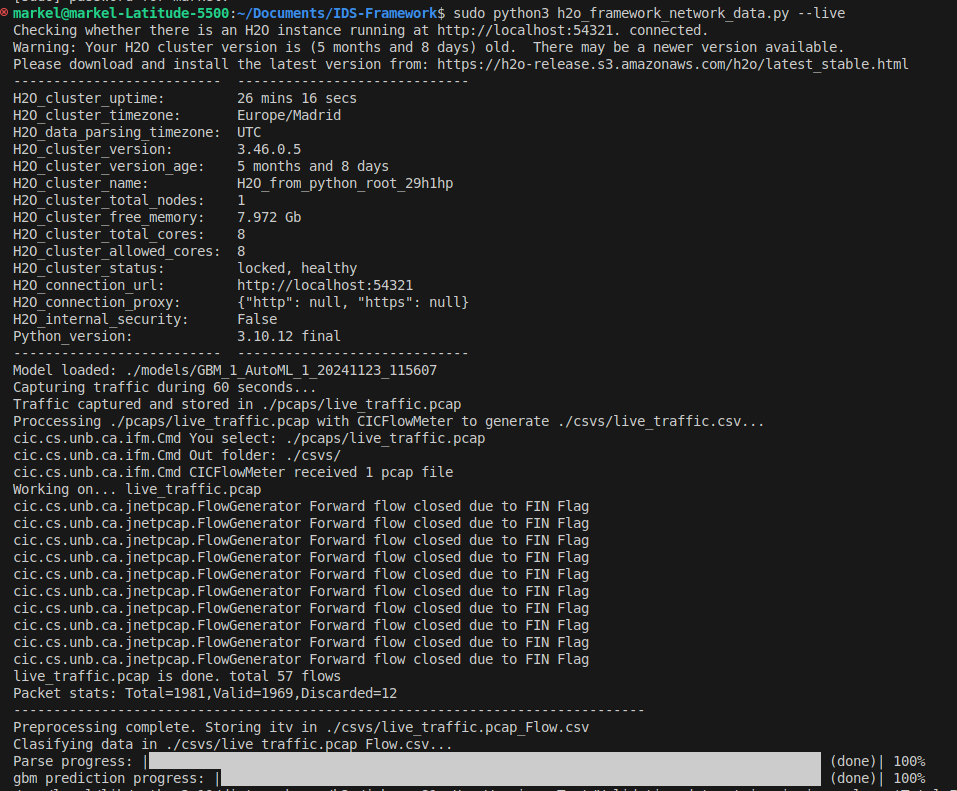 markel@markel-Latitude-5500:~/Documents/IDS-Framework$ sudo python3 h2o_framework_network_data.py --live
Checking whether there is an H2O instance running at http://localhost:54321. connected.
Warning: Your H2O cluster version is (5 months and 8 days) old.  There may be a newer version available.
Please download and install the latest version from: https://h2o-release.s3.amazonaws.com/h2o/latest_stable.html
--------------------------  ----------------------------
H2O_cluster_uptime:         26 mins 16 secs
H2O_cluster_timezone:       Europe/Madrid
H2O_data_parsing_timezone:  UTC
H2O_cluster_version:        3.46.0.5
H2O_cluster_version_age:    5 months and 8 days
H2O_cluster_name:           H2O_from_python_root_29h1hp
H2O_cluster_total_nodes:    1
H2O_cluster_free_memory:    7.972 Gb
H2O_cluster_total_cores:    8
H2O_cluster_allowed_cores:  8
H2O_cluster_status:         locked, healthy
H2O_connection_url:         http://localhost:54321
H2O_connection_proxy:       {"http": null, "https": null}
H2O_internal_security:      False
Python_version:             3.10.12 final
--------------------------  ----------------------------
Model loaded: ./models/GBM_1_AutoML_1_20241123_115607
Capturing traffic during 60 seconds...
Traffic captured and stored in ./pcaps/live_traffic.pcap
Proccessing ./pcaps/live_traffic.pcap with CICFlowMeter to generate ./csvs/live_traffic.csv...
cic.cs.unb.ca.ifm.Cmd You select: ./pcaps/live_traffic.pcap
cic.cs.unb.ca.ifm.Cmd Out folder: ./csvs/
cic.cs.unb.ca.ifm.Cmd CICFlowMeter received 1 pcap file
Working on... live_traffic.pcap
cic.cs.unb.ca.jnetpcap.FlowGenerator Forward flow closed due to FIN Flag
cic.cs.unb.ca.jnetpcap.FlowGenerator Forward flow closed due to FIN Flag
cic.cs.unb.ca.jnetpcap.FlowGenerator Forward flow closed due to FIN Flag
cic.cs.unb.ca.jnetpcap.FlowGenerator Forward flow closed due to FIN Flag
cic.cs.unb.ca.jnetpcap.FlowGenerator Forward flow closed due to FIN Flag
cic.cs.unb.ca.jnetpcap.FlowGenerator Forward flow closed due to FIN Flag
cic.cs.unb.ca.jnetpcap.FlowGenerator Forward flow closed due to FIN Flag
cic.cs.unb.ca.jnetpcap.FlowGenerator Forward flow closed due to FIN Flag
cic.cs.unb.ca.jnetpcap.FlowGenerator Forward flow closed due to FIN Flag
cic.cs.unb.ca.jnetpcap.FlowGenerator Forward flow closed due to FIN Flag
live_traffic.pcap is done. total 57 flows
Packet stats: Total=1981,Valid=1969,Discarded=12
-------------------------------------------------------------------------------
Preprocessing complete. Storing itv in ./csvs/live_traffic.pcap_Flow.csv
Clasifying data in ./csvs/live_traffic.pcap_Flow.csv...
Parse progress: | (done)| 100%
gbm prediction progress: | (done)| 100%